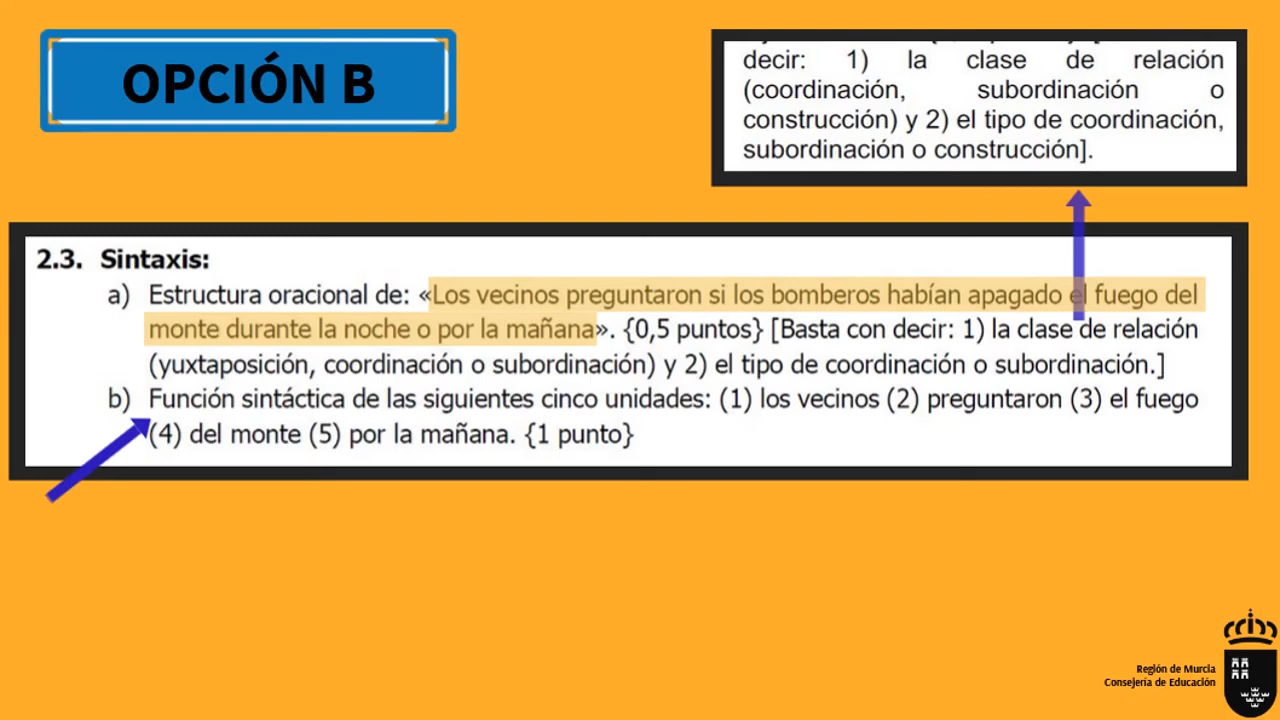 OPCIÓN B
decir: 1) la clase de relación
(coordinación, subordinación o
construcción) y 2) el tipo de coordinación,
subordinación o construcción].
2.3. Sintaxis:
a) Estructura oracional de: «Los vecinos preguntaron si los bomberos habían apagado el fuego del
monte durante la noche o por la mañana». {0,5 puntos} [Basta con decir: 1) la clase de relación
(yuxtaposición, coordinación o subordinación) y 2) el tipo de coordinación o subordinación.]
b) Función sintáctica de las siguientes cinco unidades: (1) los vecinos (2) preguntaron (3) el fuego
(4) del monte (5) por la mañana. {1 punto}
Región de Murcia
Consejería de Educación